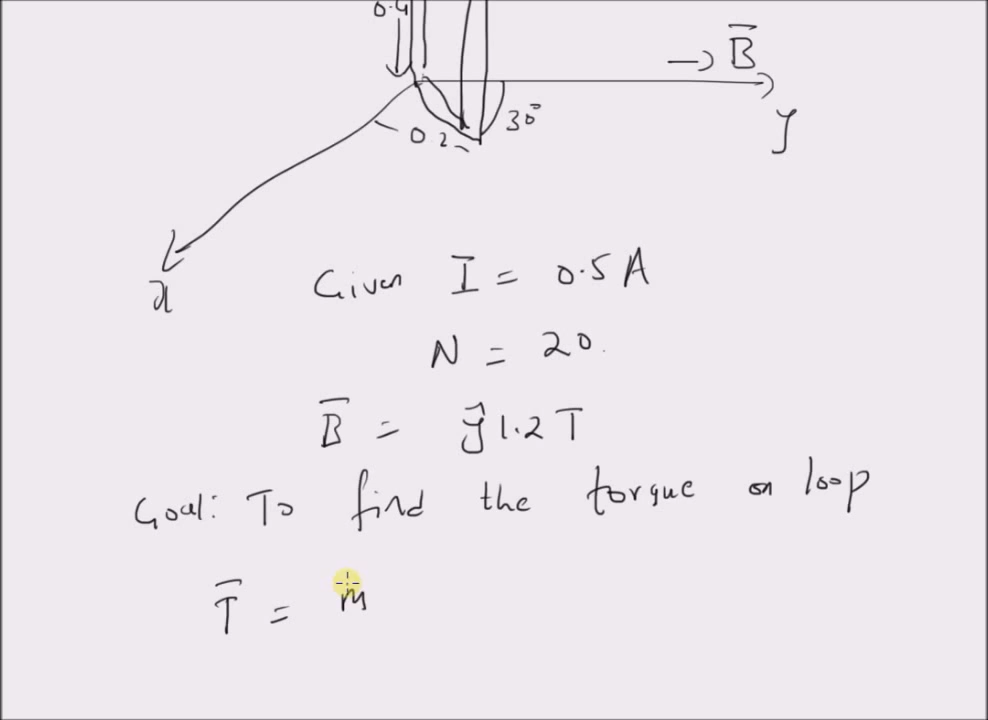 0.4
→ B̅
30°
0.2
y
x
Given I = 0.5 A
N = 20.
B̅ = ŷ 1.2 T
Goal: To find the torque on loop
T̅ = m